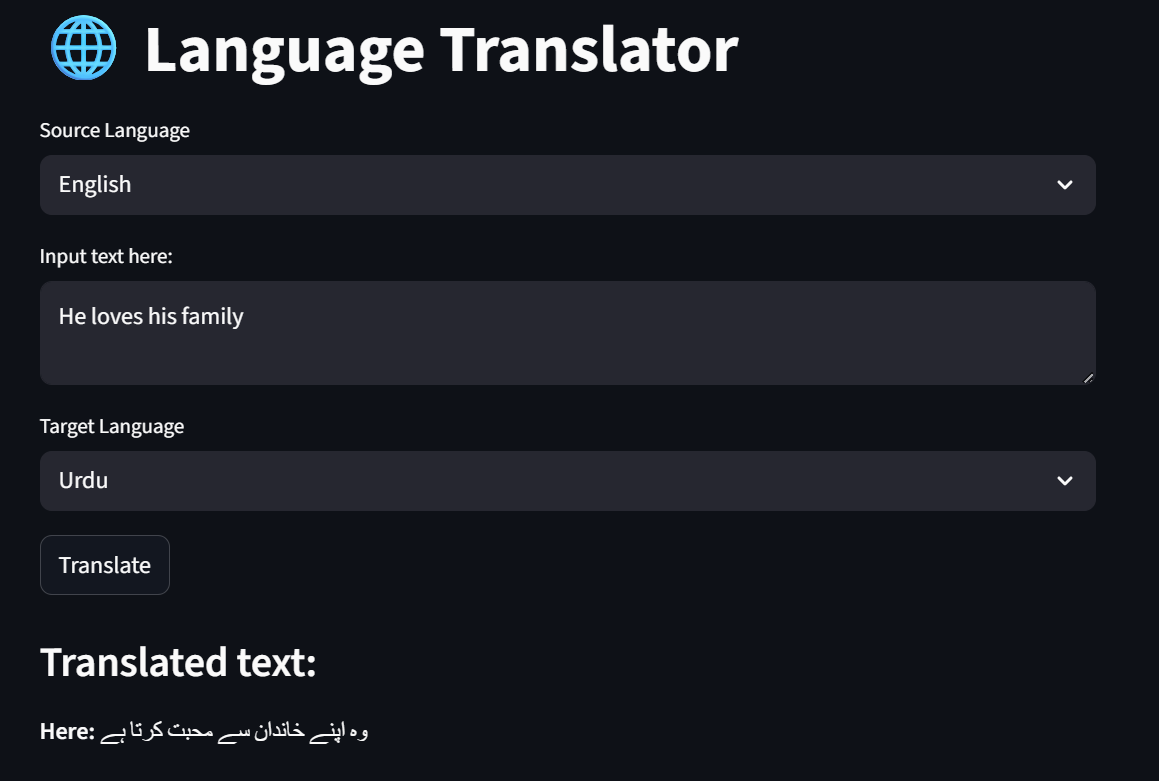 🌐 Language Translator
Source Language
English
Input text here:
He loves his family
Target Language
Urdu
Translate
Translated text:
Here: وہ اپنے خاندان سے محبت کرتا ہے